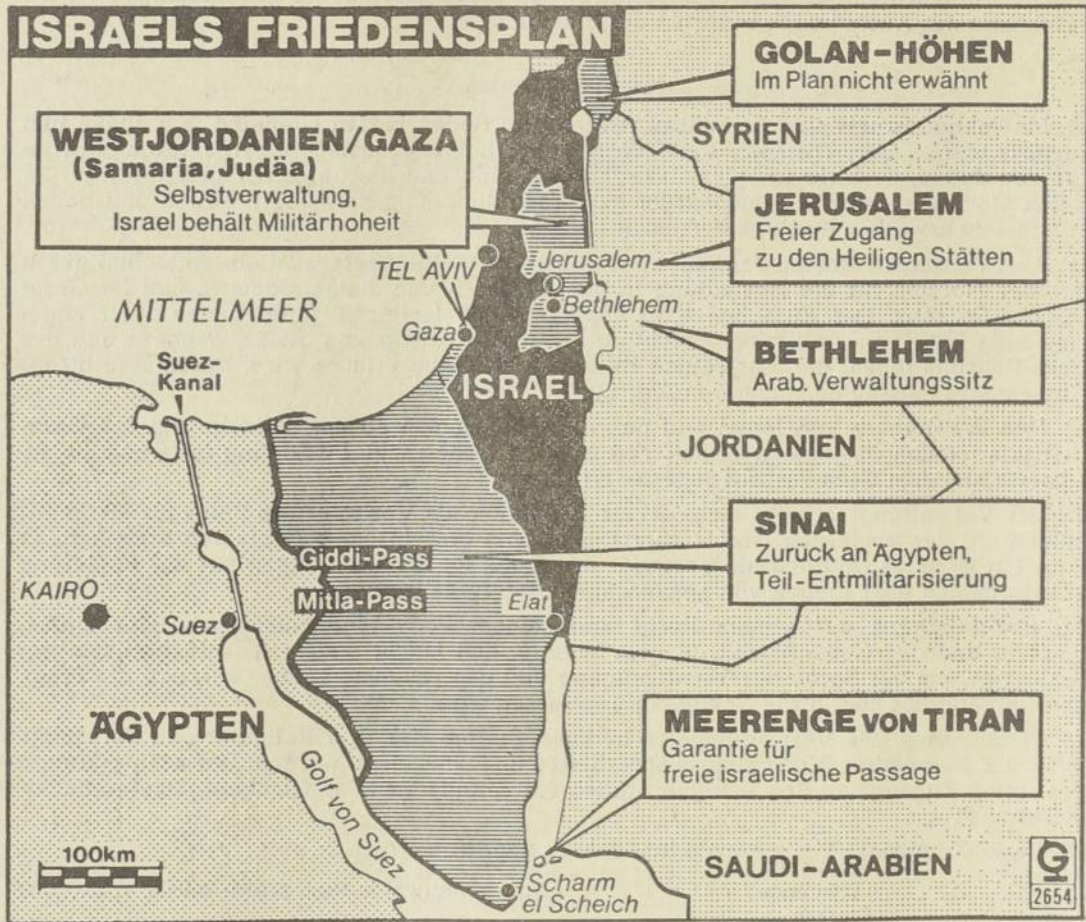 ISRAELS FRIEDENSPLAN
GOLAN-HÖHEN
Im Plan nicht erwähnt
SYRIEN
WESTJORDANIEN/GAZA
(Samaria, Judäa)
Selbstverwaltung,
Israel behält Militärhoheit
JERUSALEM
Freier Zugang
zu den Heiligen Stätten
TEL AVIV
Jerusalem
Bethlehem
MITTELMEER
Gaza
BETHLEHEM
Arab. Verwaltungssitz
Suez-
Kanal
ISRAEL
JORDANIEN
SINAI
Zurück an Ägypten,
Teil-Entmilitarisierung
Giddi-Pass
Mitla-Pass
KAIRO
Suez
Elat
ÄGYPTEN
MEERENGE VON TIRAN
Garantie für
freie israelische Passage
Golf von Suez
100km
SAUDI-ARABIEN
Scharm
el Scheich
G
2654